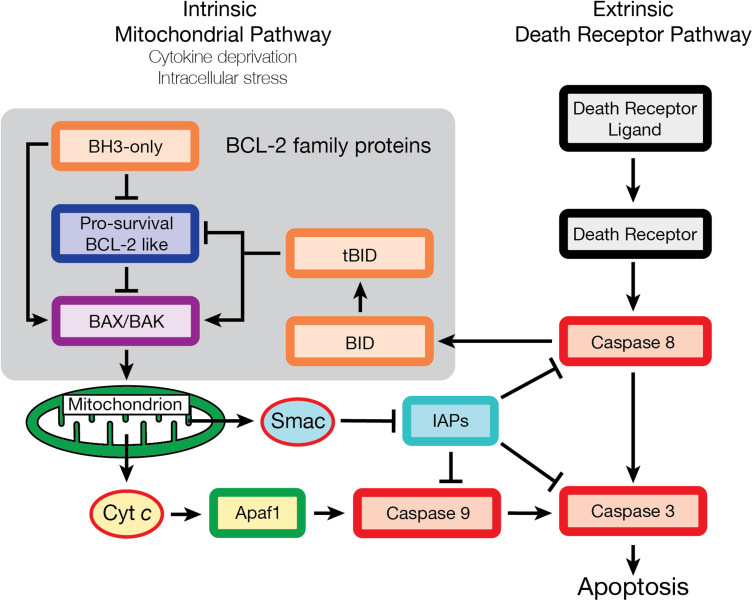 Intrinsic
Mitochondrial Pathway
Cytokine deprivation
Intracellular stress
Extrinsic
Death Receptor Pathway
BCL-2 family proteins
BH3-only
Pro-survival
BCL-2 like
BAX/BAK
tBID
BID
Death Receptor
Ligand
Death Receptor
Caspase 8
Mitochondrion
Smac
IAPs
Cyt c
Apaf1
Caspase 9
Caspase 3
Apoptosis